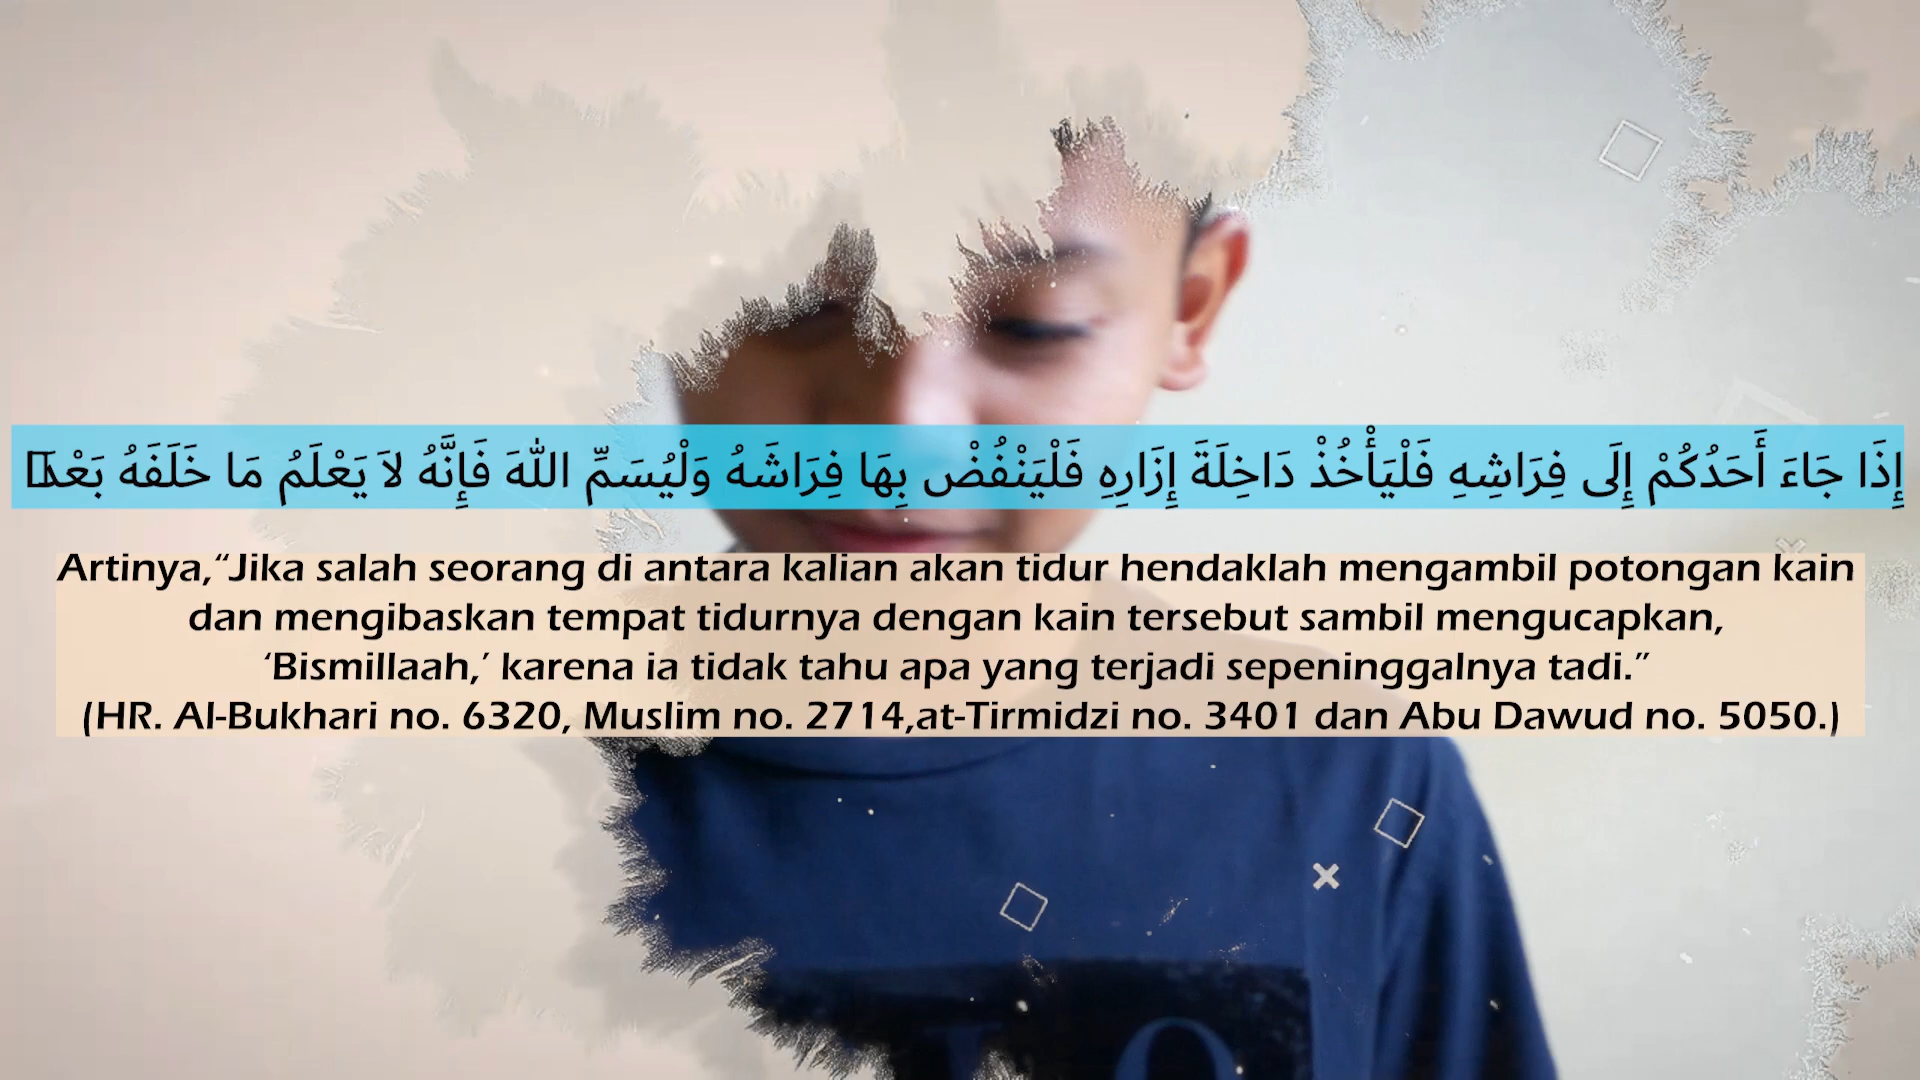 إِذَا جَاءَ أَحَدُكُمْ إِلَى فِرَاشِهِ فَلْيَأْخُذْ دَاخِلَةَ إِزَارِهِ فَلْيَنْفُضْ بِهَا فِرَاشَهُ وَلْيُسَمِّ اللهَ فَإِنَّهُ لاَ يَعْلَمُ مَا خَلَفَهُ
Artinya,“Jika salah seorang di antara kalian akan tidur hendaklah mengambil potongan kain
dan mengibaskan tempat tidurnya dengan kain tersebut sambil mengucapkan,
‘Bismillaah,’ karena ia tidak tahu apa yang terjadi sepeninggalnya tadi.”
(HR. Al-Bukhari no. 6320, Muslim no. 2714,at-Tirmidzi no. 3401 dan Abu Dawud no. 5050.)